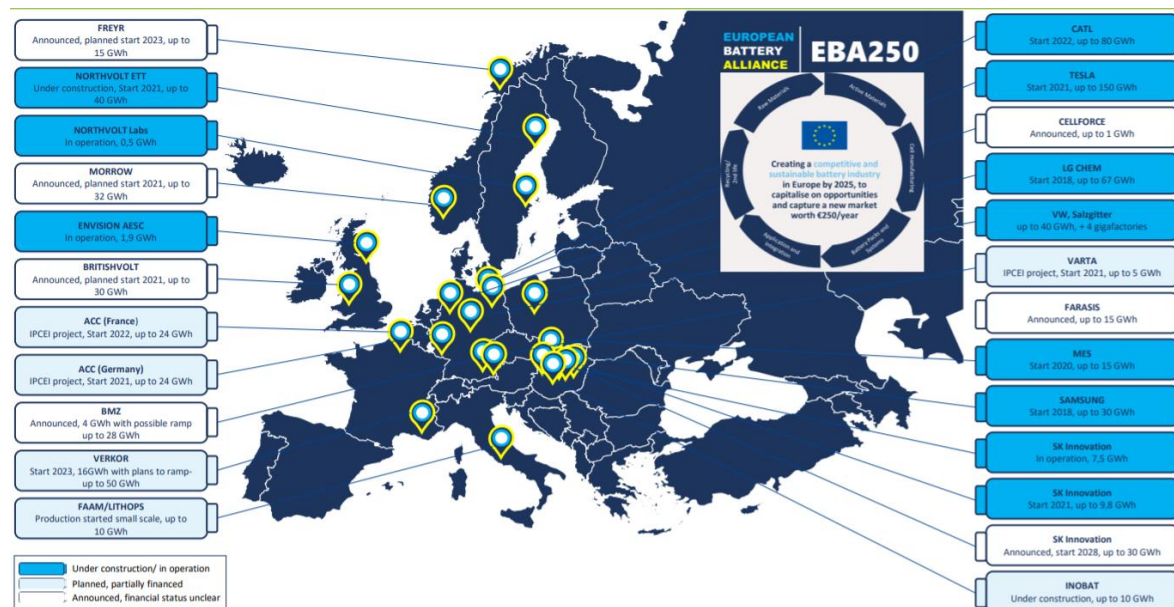 FREYR
Announced, planned start 2023, up to
15 GWh
NORTHVOLT ETT
Under construction, Start 2021, up to
40 GWh
NORTHVOLT Labs
In operation, 0,5 GWh
MORROW
Announced, planned start 2021, up to
32 GWh
ENVISION AESC
In operation, 1,9 GWh
BRITISHVOLT
Announced, planned start 2021, up to
30 GWh
ACC (France)
IPCEI project, Start 2022, up to 24 GWh
ACC (Germany)
IPCEI project, Start 2021, up to 24 GWh
BMZ
Announced, 4 GWh with possible ramp
up to 28 GWh
VERKOR
Start 2023, 16GWh with plans to ramp-
up to 50 GWh
FAAM/LITHOPS
Production started small scale, up to
10 GWh
Under construction/ in operation
Planned, partially financed
Announced, financial status unclear
EUROPEAN
BATTERY
ALLIANCE
EBA250
Raw Materials
Active Materials
Cell manufacturing
Battery Packs and
Systems
Application and
Integration
Recycling/
2nd life
Creating a competitive and
sustainable battery industry
in Europe by 2025, to
capitalise on opportunities
and capture a new market
worth €250/year
CATL
Start 2022, up to 80 GWh
TESLA
Start 2021, up to 150 GWh
CELLFORCE
Announced, up to 1 GWh
LG CHEM
Start 2018, up to 67 GWh
VW, Salzgitter
up to 40 GWh, + 4 gigafactories
VARTA
IPCEI project, Start 2021, up to 5 GWh
FARASIS
Announced, up to 15 GWh
MES
Start 2020, up to 15 GWh
SAMSUNG
Start 2018, up to 30 GWh
SK Innovation
In operation, 7,5 GWh
SK Innovation
Start 2021, up to 9,8 GWh
SK Innovation
Announced, start 2028, up to 30 GWh
INOBAT
Under construction, up to 10 GWh